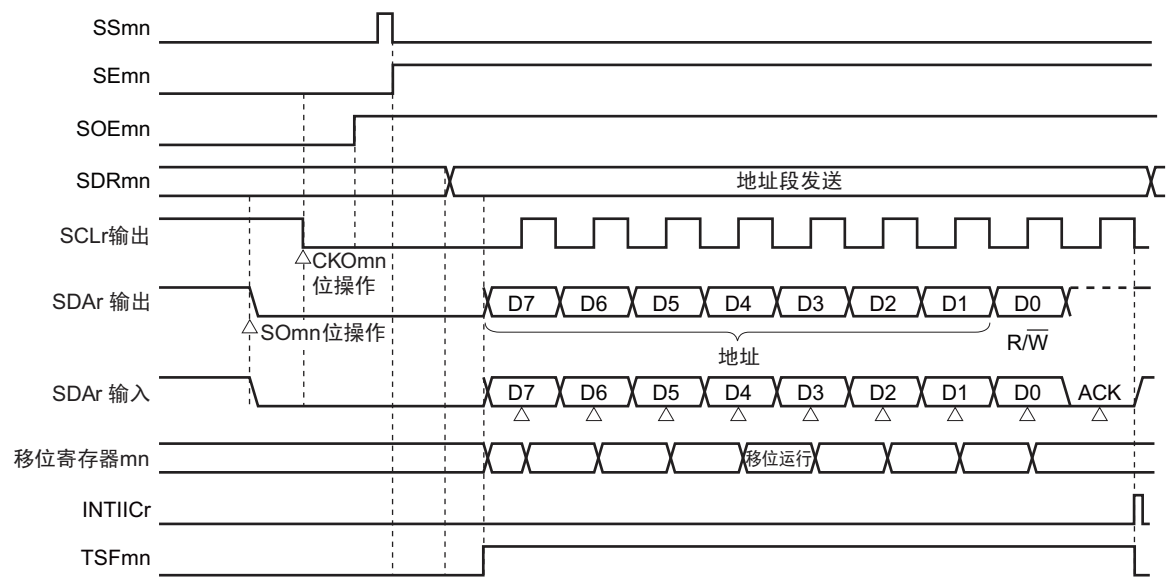 SSmn
SEmn
SOEmn
SDRmn
地址段发送
SCLr输出
CKOmn
位操作
SDAr 输出
D7 D6 D5 D4 D3 D2 D1 D0
SOmn位操作
地址
R/W̅
SDAr 输入
D7 D6 D5 D4 D3 D2 D1 D0 ACK
移位寄存器mn
移位运行
INTIICr
TSFmn